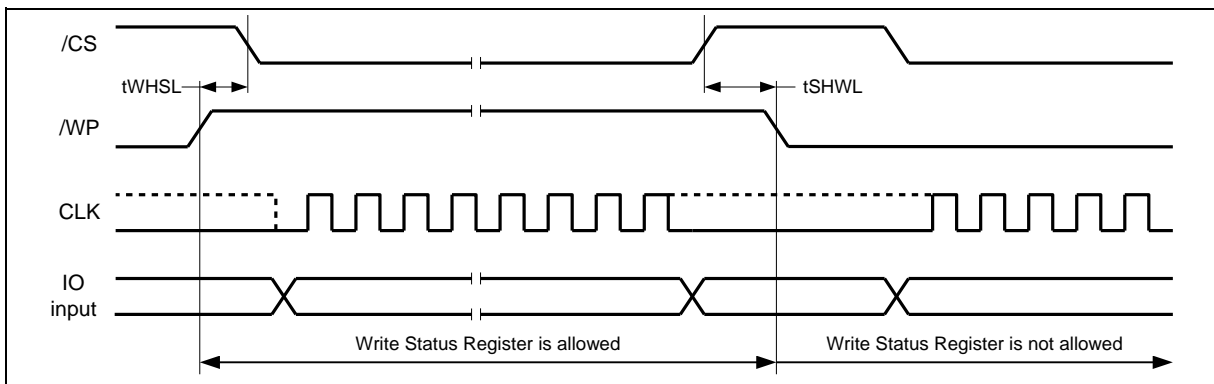 /CS
tWHSL
tSHWL
/WP
CLK
IO
input
Write Status Register is allowed
Write Status Register is not allowed